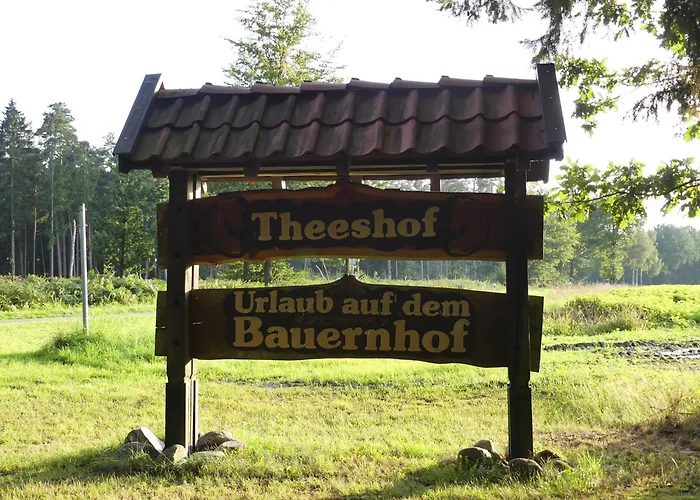 Theeshof
Urlaub auf dem
Bauernhof